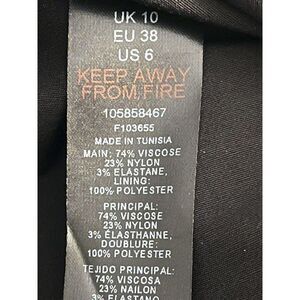 UK 10
EU 38
US 6
KEEP AWAY
FROM FIRE
105858467
F103655
MADE IN TUNISIA
MAIN: 74% VISCOSE
23% NYLON
3% ELASTANE,
LINING:
100% POLYESTER
PRINCIPAL:
74% VISCOSE
23% NYLON
3% ÉLASTHANNE,
DOUBLURE:
100% POLYESTER
TEJIDO PRINCIPAL:
74% VISCOSA
23% NAILON
3% ELASTANO